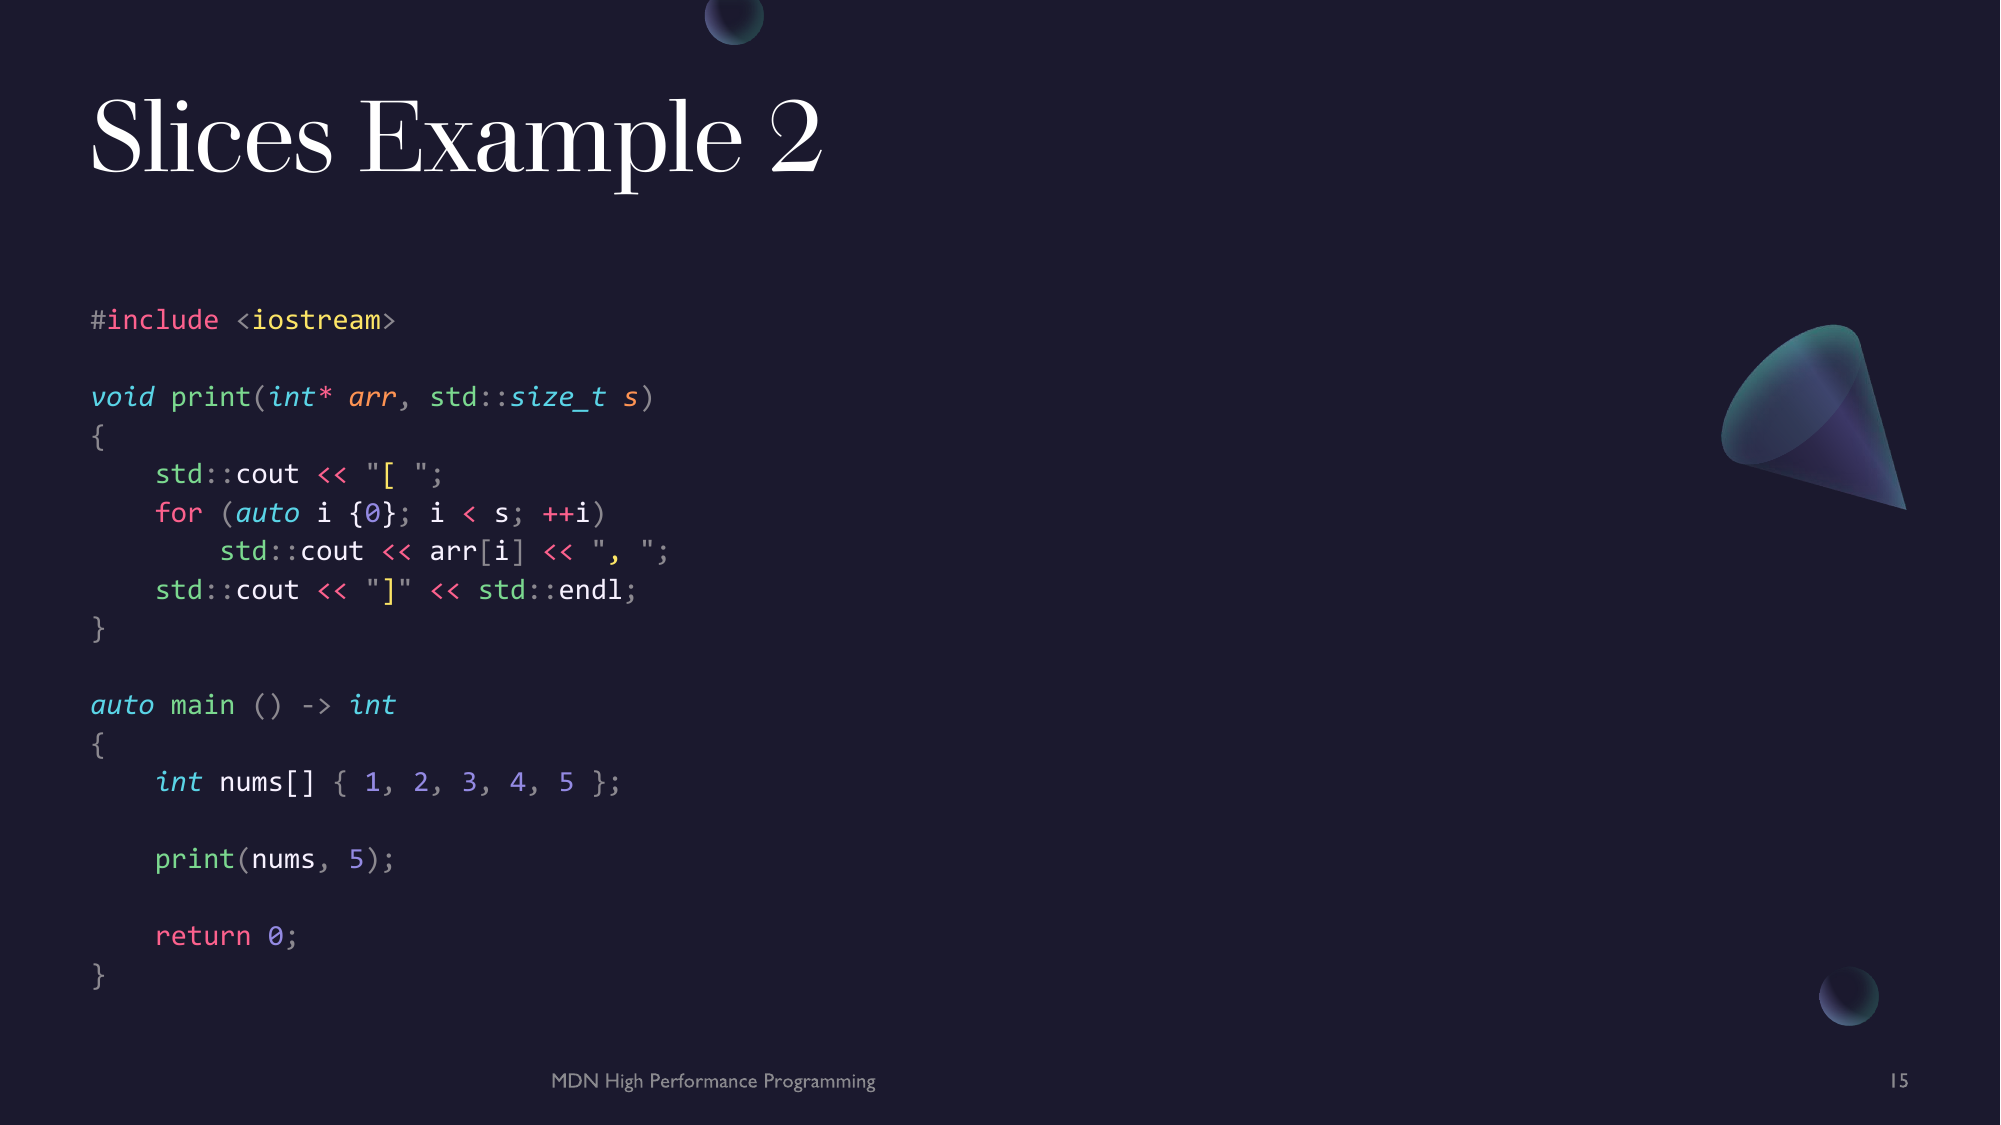 Slices Example 2
#include <iostream>
void print(int* arr, std::size_t s)
{
    std::cout << "[ ";
    for (auto i {0}; i < s; ++i)
        std::cout << arr[i] << ", ";
    std::cout << "]" << std::endl;
}
auto main () -> int
{
    int nums[] { 1, 2, 3, 4, 5 };
    print(nums, 5);
    return 0;
}
MDN High Performance Programming
15